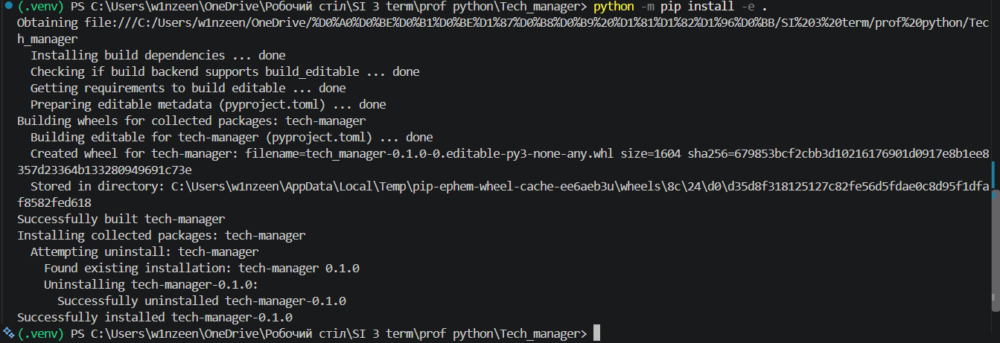 (.venv) PS C:\Users\w1nzeen\OneDrive\Робочий стіл\SI 3 term\prof python\Tech_manager> python -m pip install -e .
Obtaining file:///C:/Users/w1nzeen/OneDrive/%D0%A0%D0%BE%D0%B1%D0%BE%D1%87%D0%B8%D0%B9%20%D1%81%D1%82%D1%96%D0%BB/SI%203%20term/prof%20python/Tec
h_manager
  Installing build dependencies ... done
  Checking if build backend supports build_editable ... done
  Getting requirements to build editable ... done
  Preparing editable metadata (pyproject.toml) ... done
Building wheels for collected packages: tech-manager
  Building editable for tech-manager (pyproject.toml) ... done
  Created wheel for tech-manager: filename=tech_manager-0.1.0-0.editable-py3-none-any.whl size=1604 sha256=679853bcf2cbb3d10216176901d0917e8b1ee8
357d23364b133280949691c73e
  Stored in directory: C:\Users\w1nzeen\AppData\Local\Temp\pip-ephem-wheel-cache-ee6aeb3u\wheels\8c\24\d0\d35d8f318125127c82fe56d5fdae0c8d95f1dfa
f8582fed618
Successfully built tech-manager
Installing collected packages: tech-manager
  Attempting uninstall: tech-manager
    Found existing installation: tech-manager 0.1.0
    Uninstalling tech-manager-0.1.0:
      Successfully uninstalled tech-manager-0.1.0
Successfully installed tech-manager-0.1.0
(.venv) PS C:\Users\w1nzeen\OneDrive\Робочий стіл\SI 3 term\prof python\Tech_manager>